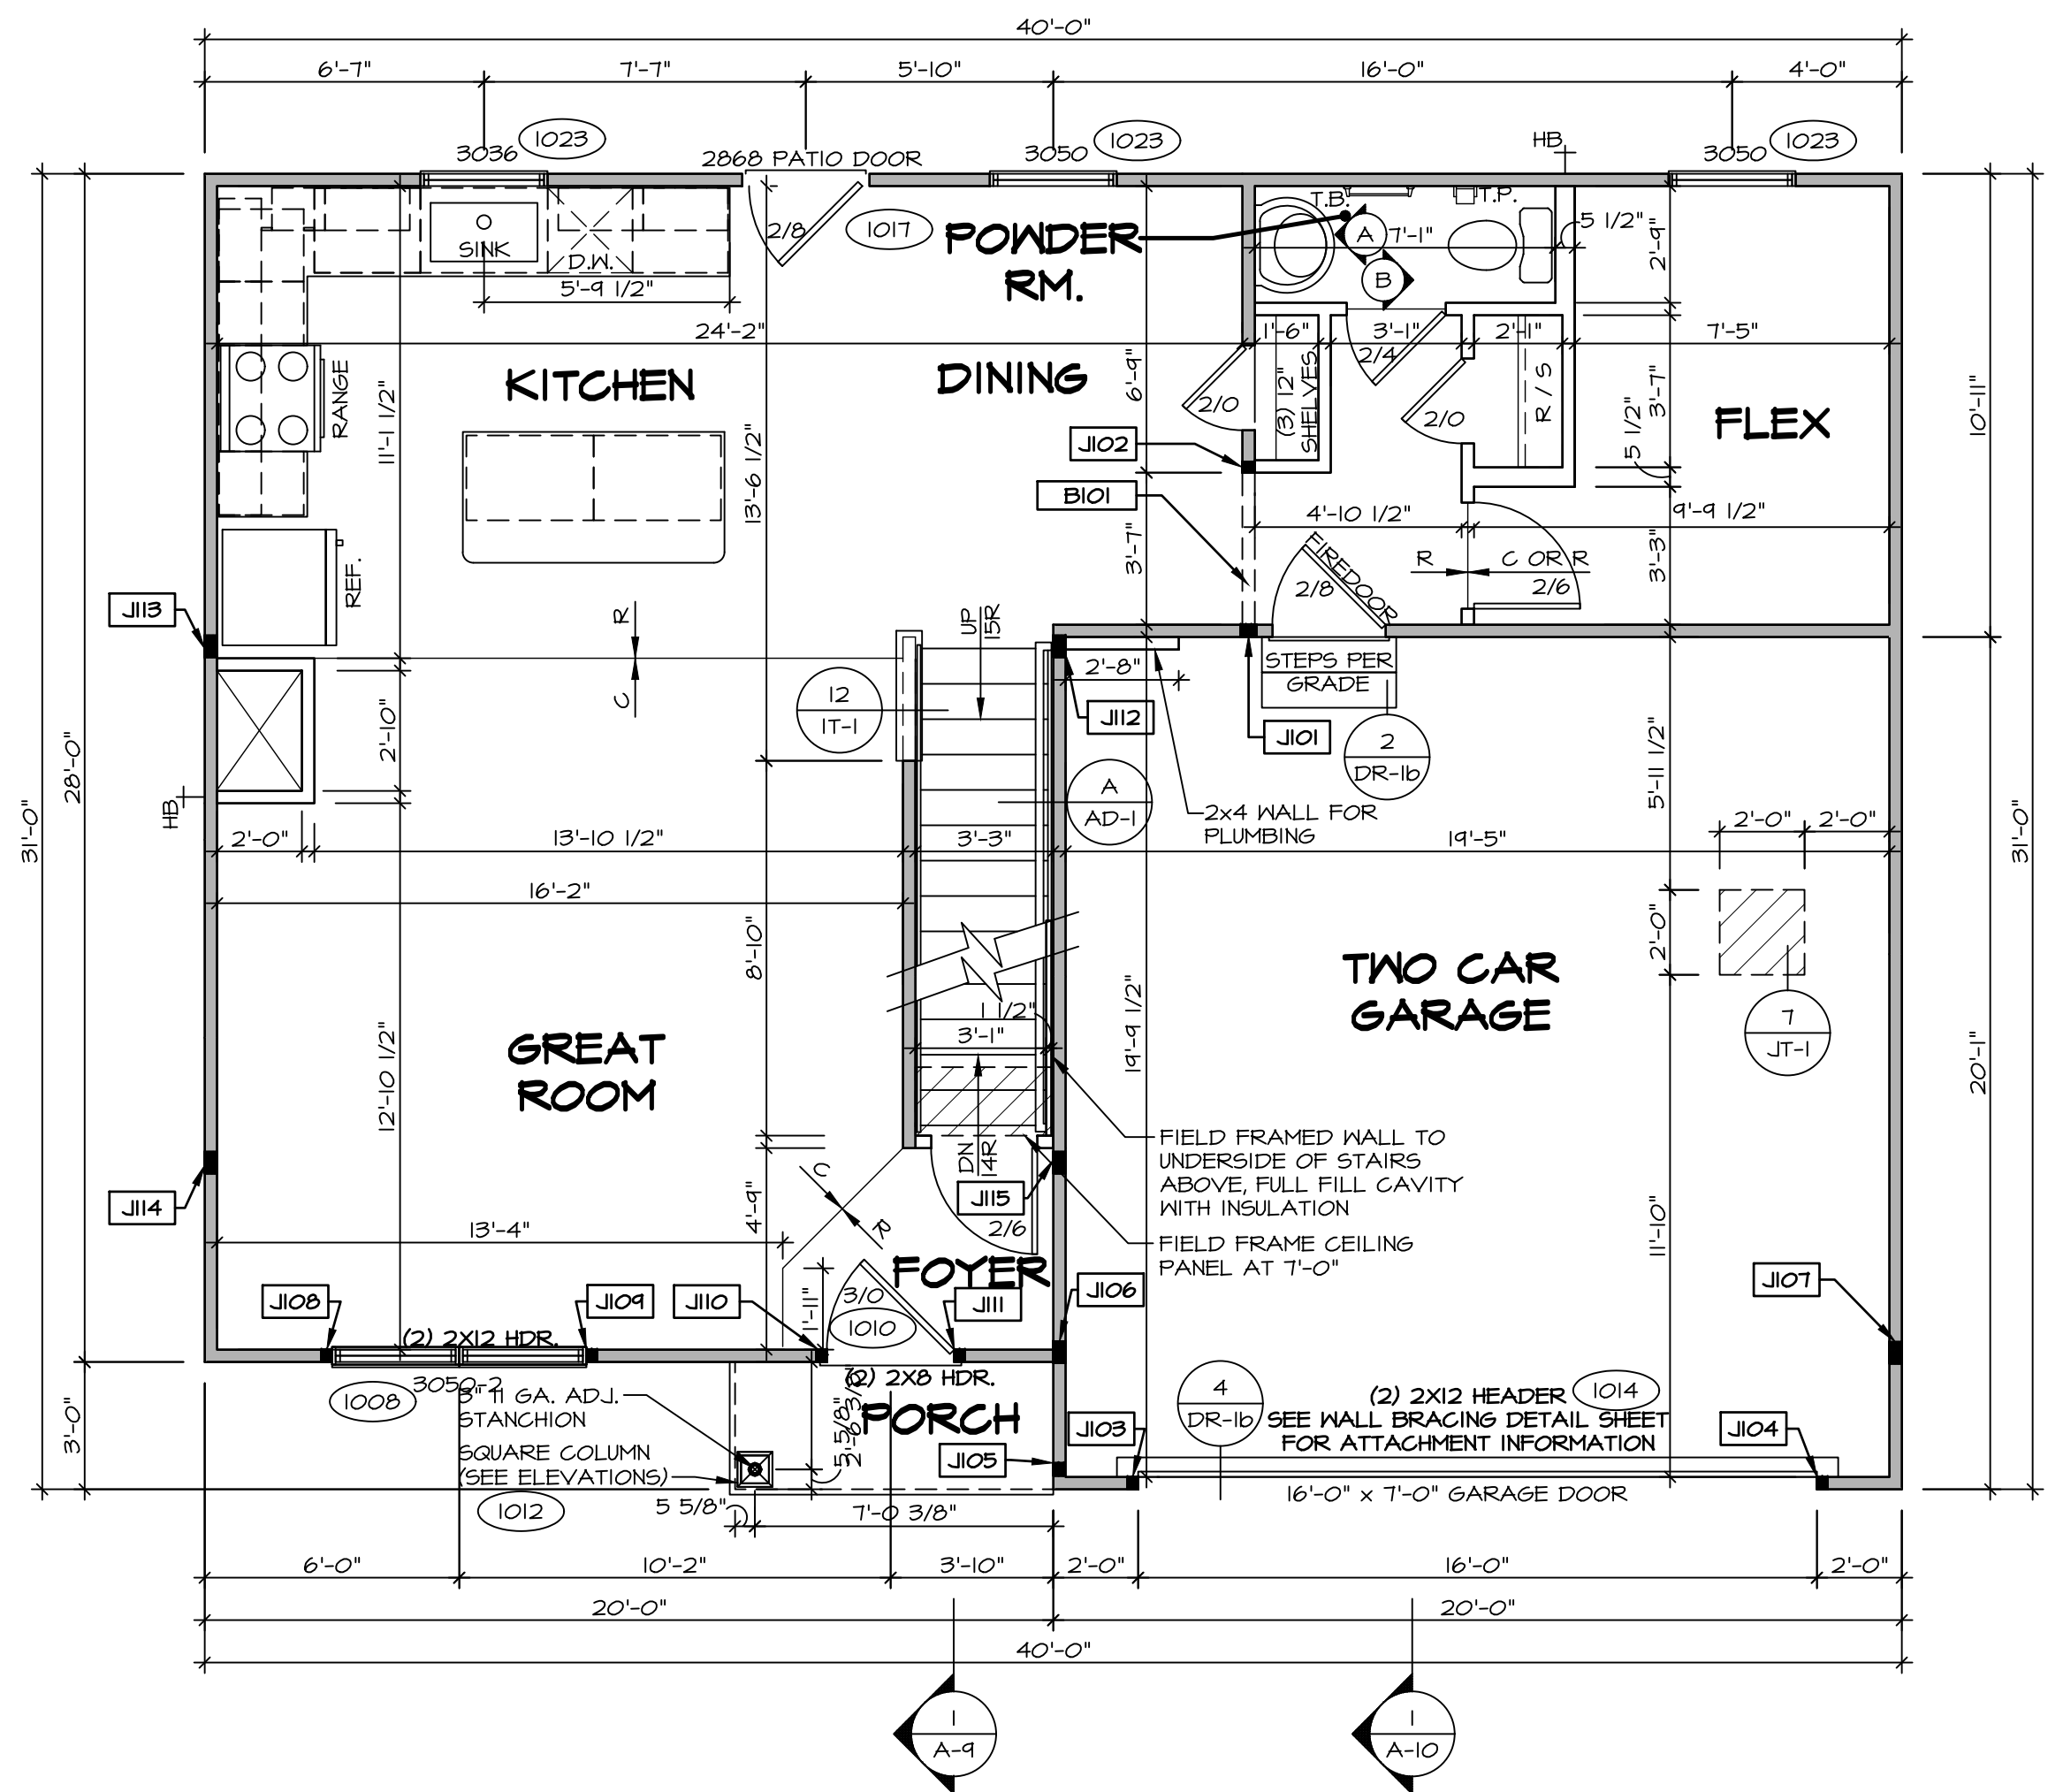 40'-0"
6'-7" 7'-7" 5'-10" 16'-0" 4'-0"
1023 1023 HB 1023
3036 2868 PATIO DOOR 3050 3050
T.B. T.P.
2/8 1017 POWDER
RM.
A 7'-1" 5 1/2" 2'-9"
B
SINK D.W.
5'-9 1/2"
24'-2" 1'-6" 3'-1" 2'-1" 7'-5"
2/4
RANGE
KITCHEN
DINING
11'-1 1/2"
13'-6 1/2"
6'-9"
2/0
(3) 12"
SHELVES
2/0
R / S
5 1/2"
3'-7"
FLEX
10'-11"
J102
B101
4'-10 1/2" 9'-9 1/2"
3'-7"
FIREDOOR
2/8
R C OR R
2/6
3'-3"
REF.
J113
R
C
UP
15R
12
IT-1
2'-8"
STEPS PER
GRADE
J112
J101
2
DR-1b
28'-0"
31'-0"
HB
2'-10"
A
AD-1
2x4 WALL FOR
PLUMBING
5'-11 1/2"
2'-0" 2'-0"
31'-0"
2'-0" 13'-10 1/2" 3'-3" 19'-5"
16'-2"
8'-10"
2'-0"
TWO CAR
GARAGE
7
JT-1
1 1/2"
3'-1"
19'-9 1/2"
20'-1"
GREAT
ROOM
12'-10 1/2"
FIELD FRAMED WALL TO
UNDERSIDE OF STAIRS
ABOVE, FULL FILL CAVITY
WITH INSULATION
DN
14R
C
R
J114
J115
4'-9"
13'-4"
2/6
11'-10"
FIELD FRAME CEILING
PANEL AT 7'-0"
FOYER
J108 J109 J110 1'-11" 3/0 J111 J106 J107
1010
(2) 2X12 HDR.
3050-2
1008
(2) 2X8 HDR.
3" 11 GA. ADJ.
STANCHION
PORCH
5 5/8"
2'-6 3/8"
4
DR-1b
(2) 2X12 HEADER 1014
SEE WALL BRACING DETAIL SHEET
FOR ATTACHMENT INFORMATION
J103 J104
3'-0"
SQUARE COLUMN
(SEE ELEVATIONS)
J105
1012
5 5/8" 7'-0 3/8"
16'-0" x 7'-0" GARAGE DOOR
6'-0" 10'-2" 3'-10" 2'-0" 16'-0" 2'-0"
20'-0" 20'-0"
40'-0"
1
A-9
1
A-10